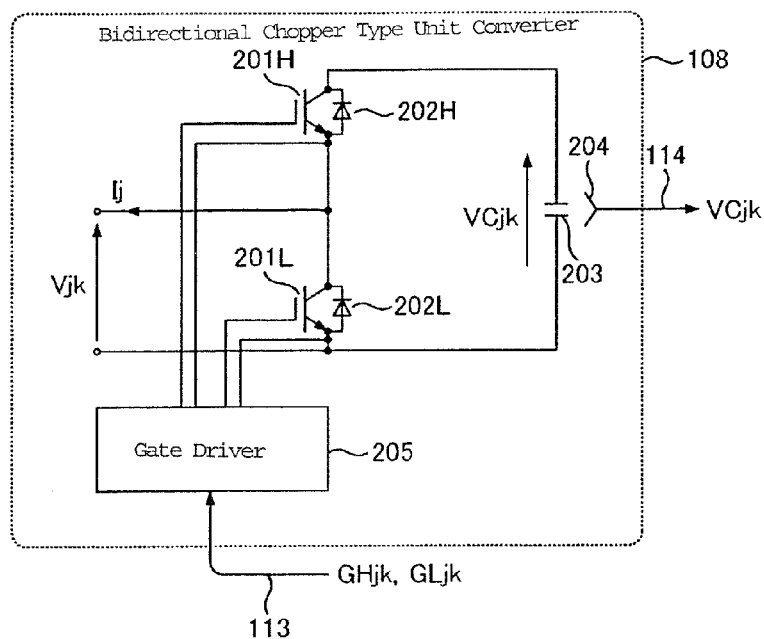 Bidirectional Chopper Type Unit Converter
201H
108
202H
204
114
Ij
VCjk
VCjk
203
Vjk
201L
202L
Gate Driver
205
GHjk, GLjk
113